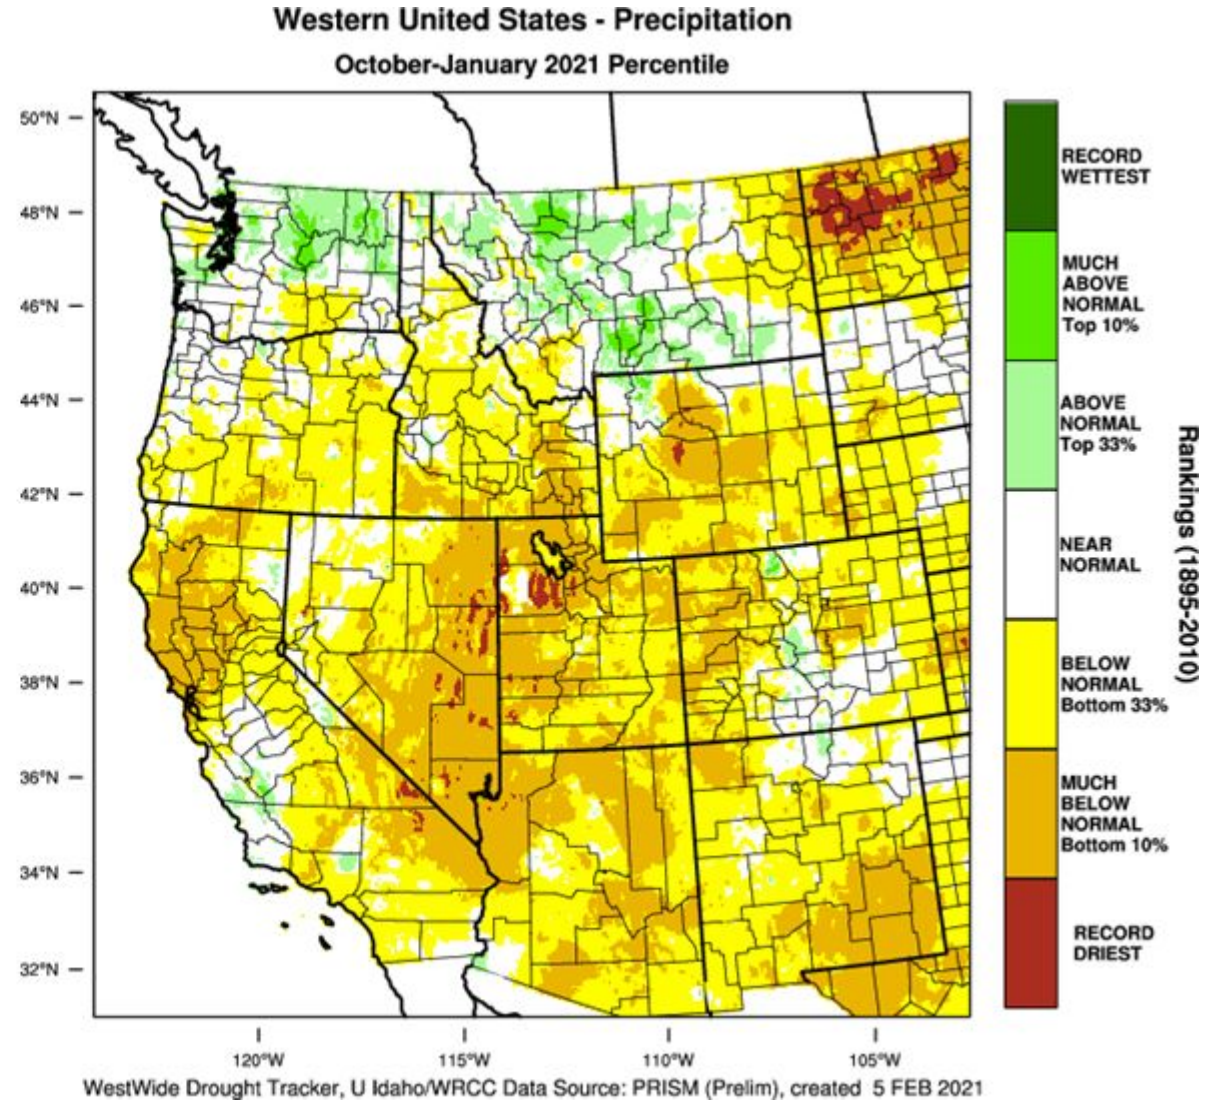 Western United States - Precipitation
October-January 2021 Percentile
50°N
48°N
46°N
44°N
42°N
40°N
38°N
36°N
34°N
32°N
120°W
115°W
110°W
105°W
RECORD
WETTEST
MUCH
ABOVE
NORMAL
Top 10%
ABOVE
NORMAL
Top 33%
NEAR
NORMAL
BELOW
NORMAL
Bottom 33%
MUCH
BELOW
NORMAL
Bottom 10%
RECORD
DRIEST
Rankings (1895-2010)
WestWide Drought Tracker, U Idaho/WRCC Data Source: PRISM (Prelim), created 5 FEB 2021